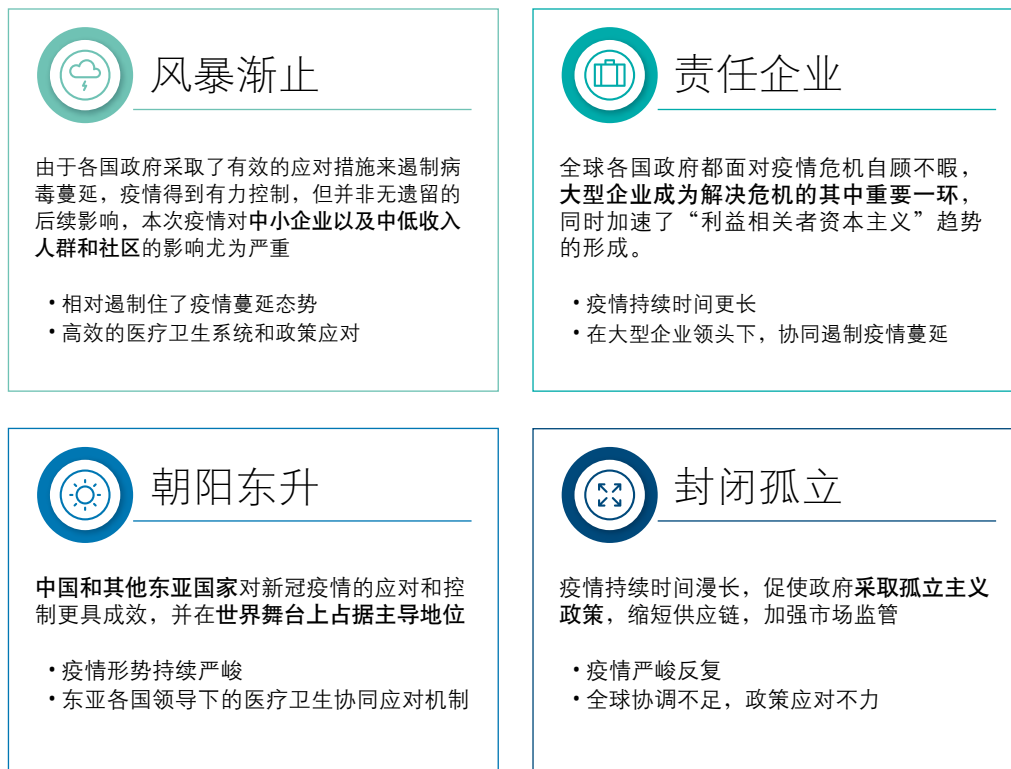 风暴渐止
由于各国政府采取了有效的应对措施来遏制病
毒蔓延，疫情得到有力控制，但并非无遗留的
后续影响，本次疫情对中小企业以及中低收入
人群和社区的影响尤为严重
•相对遏制住了疫情蔓延态势
•高效的医疗卫生系统和政策应对
责任企业
全球各国政府都面对疫情危机自顾不暇，
大型企业成为解决危机的其中重要一环，
同时加速了“利益相关者资本主义”趋势
的形成。
•疫情持续时间更长
•在大型企业领头下，协同遏制疫情蔓延
朝阳东升
中国和其他东亚国家对新冠疫情的应对和控
制更具成效，并在世界舞台上占据主导地位
•疫情形势持续严峻
•东亚各国领导下的医疗卫生协同应对机制
封闭孤立
疫情持续时间漫长，促使政府采取孤立主义
政策，缩短供应链，加强市场监管
•疫情严峻反复
•全球协调不足，政策应对不力